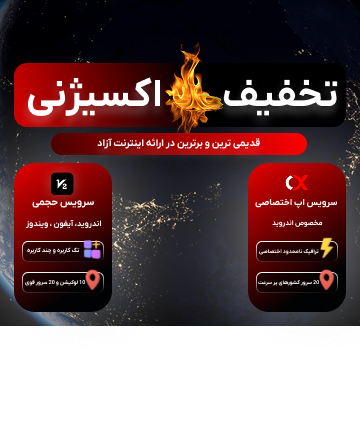 تخفیف اکسیژنی
قدیمی ترین و برترین در ارائه اینترنت آزاد
سرویس اپ اختصاصی
مخصوص اندروید
ترافیک نامحدود اختصاصی
20 سرور کشورهای پر سرعت
V2
سرویس حجمی
اندروید، آیفون ، ویندوز
تک کاربره و چند کاربره
10 لوکیشن و 20 سرور قوی